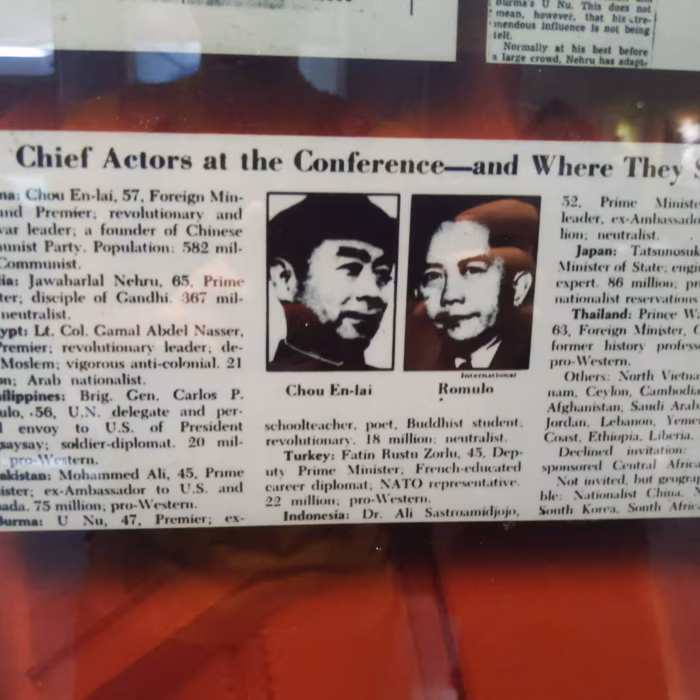 Burma's U Nu. This does not
mean, however, that his tre-
mendous influence is not being
felt.
Normally at his best before
a large crowd, Nehru has adapt-
Chief Actors at the Conference—and Where They S
na: Chou En-lai, 57, Foreign Min-
and Premier; revolutionary and
war leader; a founder of Chinese
munist Party. Population: 582 mil-
Communist.
ia: Jawaharlal Nehru, 65, Prime
ter; disciple of Gandhi. 367 mil-
neutralist.
ypt: Lt. Col. Gamal Abdel Nasser,
Premier; revolutionary leader; de-
Moslem; vigorous anti-colonial. 21
on; Arab nationalist.
ilippines: Brig. Gen. Carlos P.
ulo, 56, U.N. delegate and per-
l envoy to U.S. of President
saysay; soldier-diplomat. 20 mil-
pro-Western.
akistan: Mohammed Ali, 45, Prime
ister; ex-Ambassador to U.S. and
ada. 75 million; pro-Western.
Burma: U Nu, 47, Premier; ex-
International
Chou En-lai
Romulo
schoolteacher, poet, Buddhist student,
revolutionary. 18 million; neutralist.
Turkey: Fatin Rustu Zorlu, 45, Dep-
uty Prime Minister, French-educated
career diplomat; NATO representative.
22 million; pro-Western.
Indonesia: Dr. Ali Sastroamidjojo,
52, Prime Ministe
leader, ex-Ambassado
lion; neutralist.
Japan: Tatsunosuk
Minister of State; engi
expert. 86 million; pr
nationalist reservations
Thailand: Prince W
63, Foreign Minister, C
former history profess
pro-Western.
Others: North Vietna
nam, Ceylon, Cambodia
Afghanistan, Saudi Arab
Jordan, Lebanon, Yeme
Coast, Ethiopia, Liberia.
Declined invitation:
sponsored Central Africa
Not invited, but geograp
ble: Nationalist China,
South Korea, South Afric